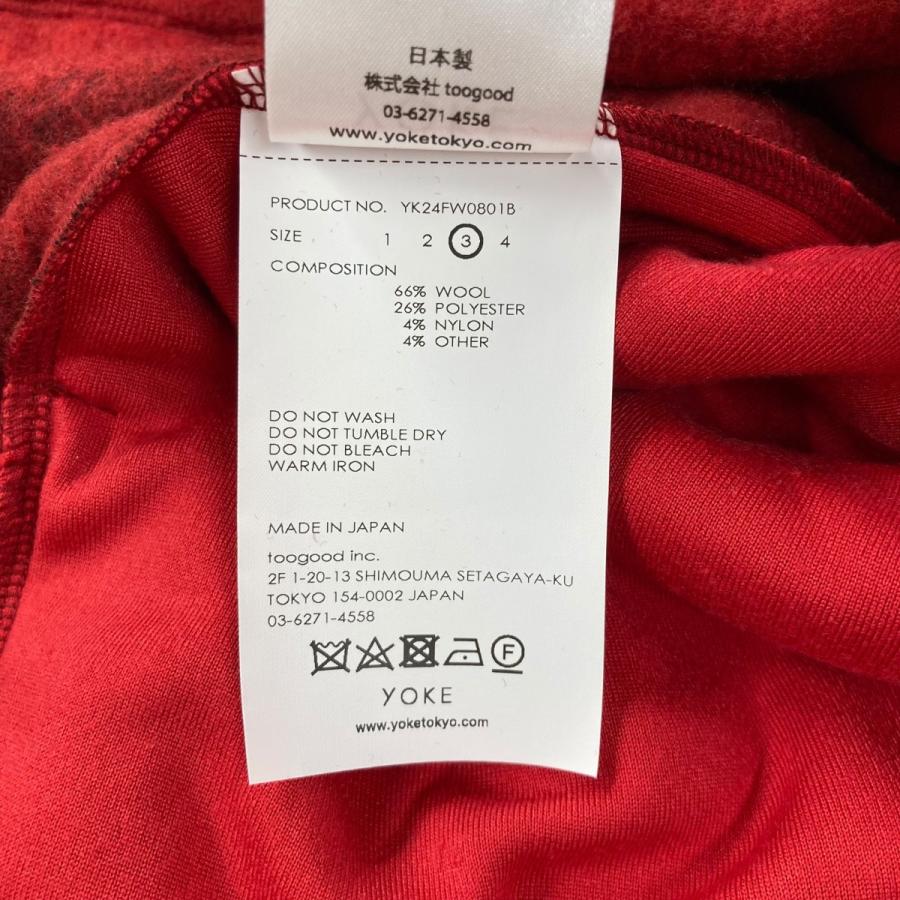 日本製
株式会社 toogood
03-6271-4558
www.yoketokyo.com
PRODUCT NO. YK24FW0801B
SIZE 1 2 3 4
COMPOSITION
66% WOOL
26% POLYESTER
4% NYLON
4% OTHER
DO NOT WASH
DO NOT TUMBLE DRY
DO NOT BLEACH
WARM IRON
MADE IN JAPAN
toogood inc.
2F 1-20-13 SHIMOUMA SETAGAYA-KU
TOKYO 154-0002 JAPAN
03-6271-4558
F
YOKE
www.yoketokyo.com